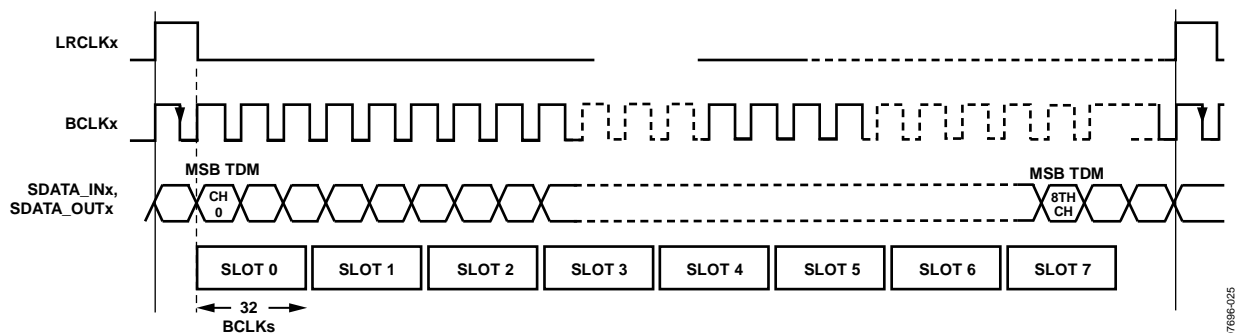 LRCLKx
BCLKx
MSB TDM
MSB TDM
SDATA_INx,
SDATA_OUTx
CH
0
8TH
CH
SLOT 0
SLOT 1
SLOT 2
SLOT 3
SLOT 4
SLOT 5
SLOT 6
SLOT 7
32
BCLKs
7696-025